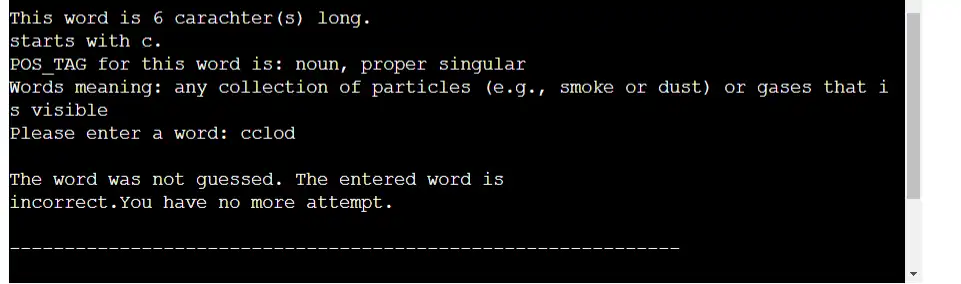 This word is 6 carachter(s) long.
starts with c.
POS_TAG for this word is: noun, proper singular
Words meaning: any collection of particles (e.g., smoke or dust) or gases that i
s visible
Please enter a word: cclod
The word was not guessed. The entered word is
incorrect.You have no more attempt.
-------------------------------------------------------------